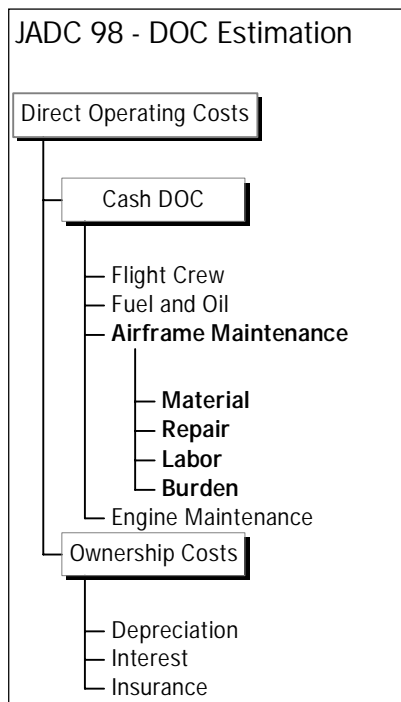 JADC 98 - DOC Estimation
Direct Operating Costs
Cash DOC
Flight Crew
Fuel and Oil
Airframe Maintenance
Material
Repair
Labor
Burden
Engine Maintenance
Ownership Costs
Depreciation
Interest
Insurance